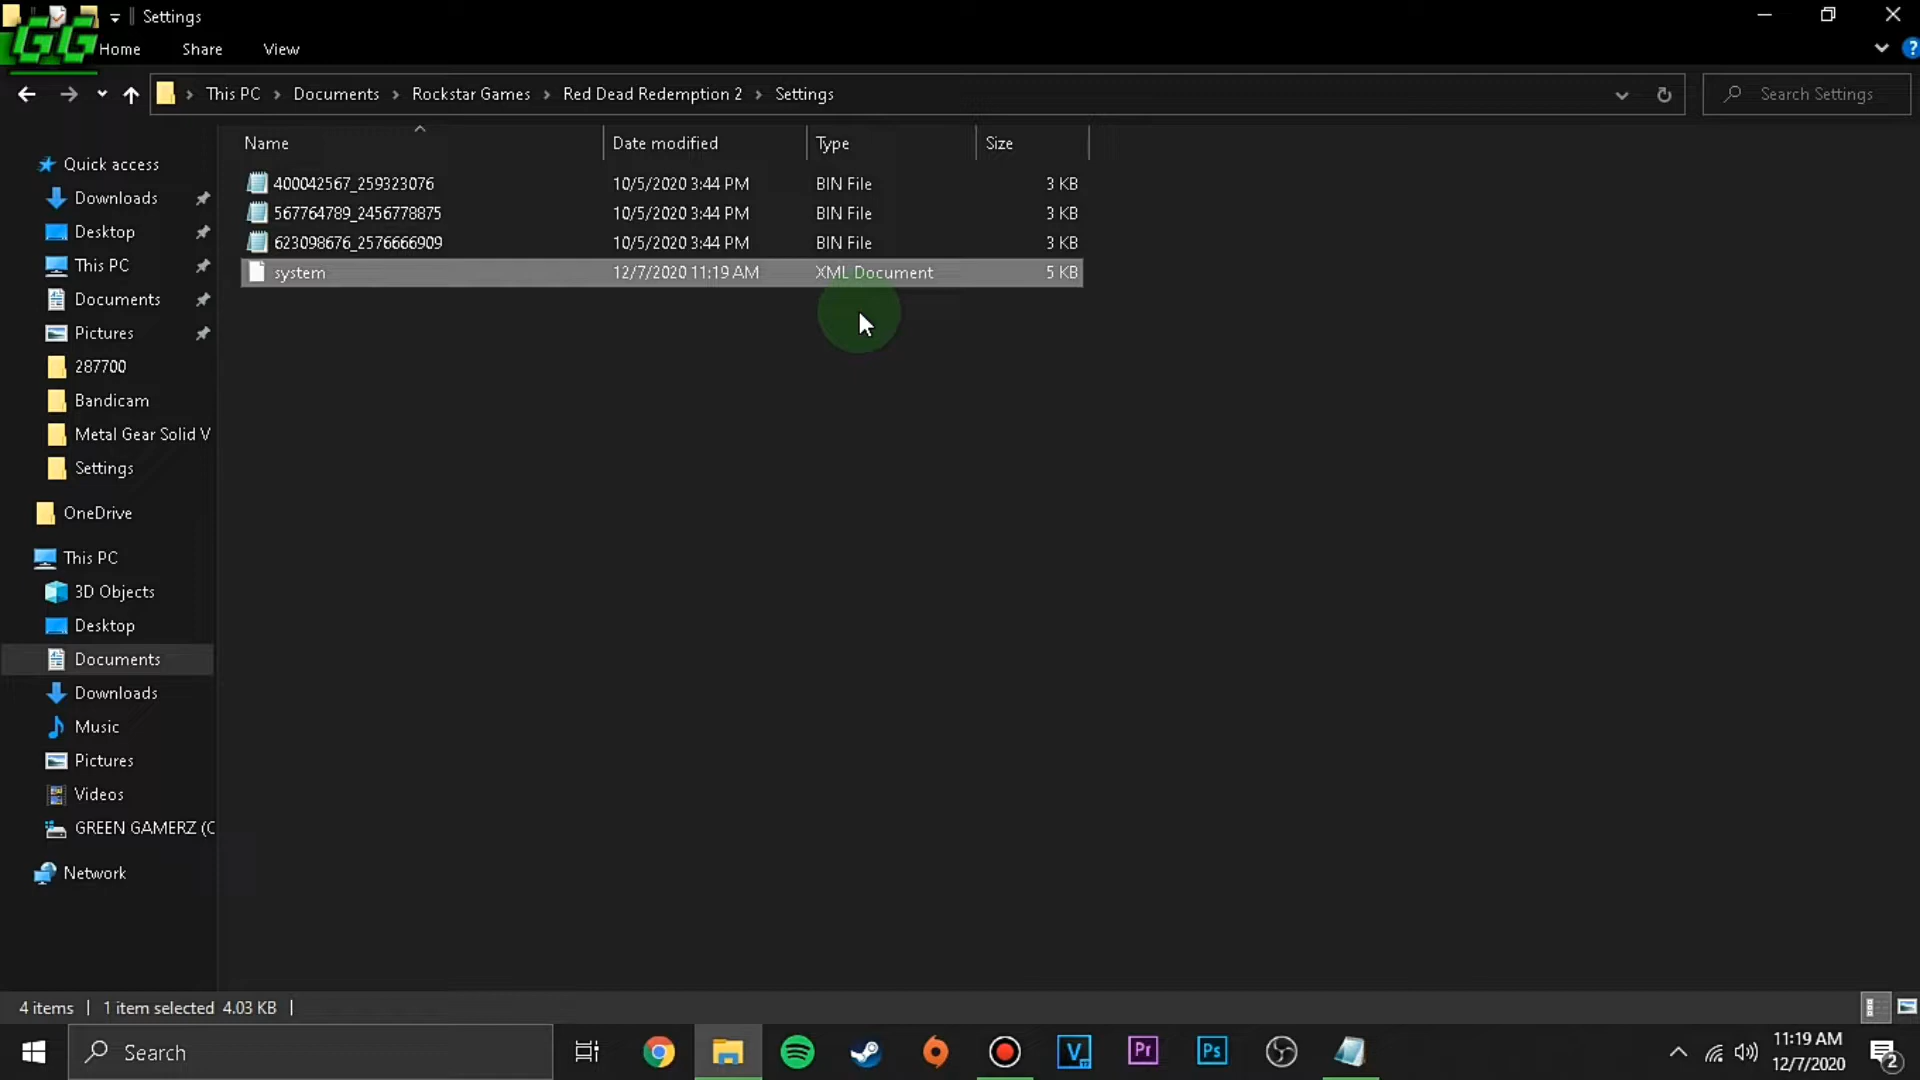 Settings
GG
Home Share View
This PC Documents Rockstar Games Red Dead Redemption 2 Settings
Search Settings
Name Date modified Type Size
400042567_259323076 10/5/2020 3:44 PM BIN File 3 KB
567764789_2456778875 10/5/2020 3:44 PM BIN File 3 KB
623098676_2576666909 10/5/2020 3:44 PM BIN File 3 KB
system 12/7/2020 11:19 AM XML Document 5 KB
Quick access
Downloads
Desktop
This PC
Documents
Pictures
287700
Bandicam
Metal Gear Solid V
Settings
OneDrive
This PC
3D Objects
Desktop
Documents
Downloads
Music
Pictures
Videos
GREEN GAMERZ (C
Network
4 items 1 item selected 4.03 KB
Search
V
Pr
Ps
11:19 AM
12/7/2020
2